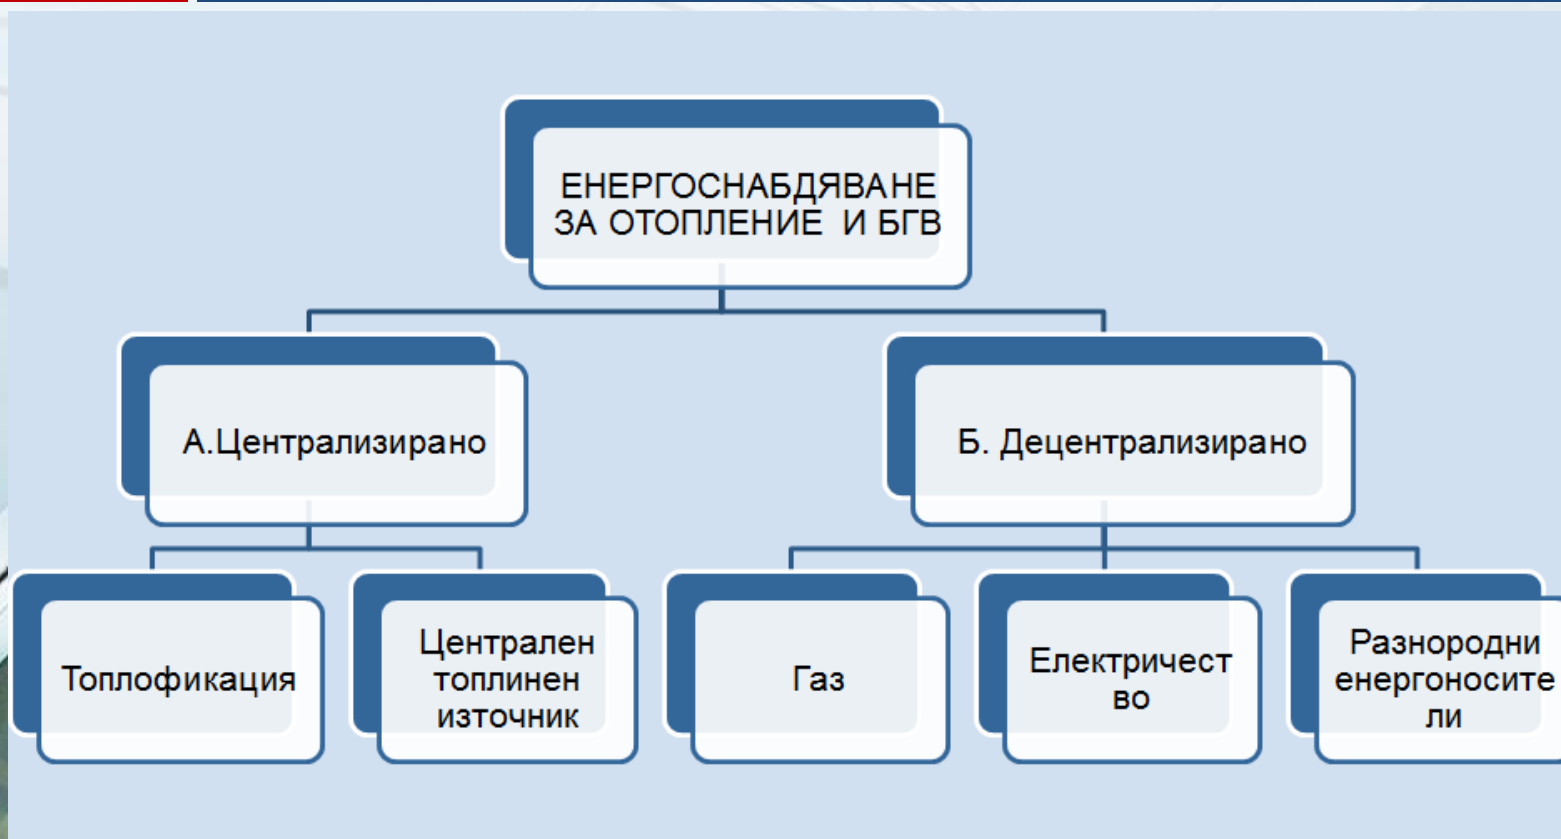 ЕНЕРГОСНАБДЯВАНЕ
ЗА ОТОПЛЕНИЕ И БГВ
А.Централизирано
Б. Децентрализирано
Топлофикация
Централен
топлинен
източник
Газ
Електричест
во
Разнородни
енергоносите
ли